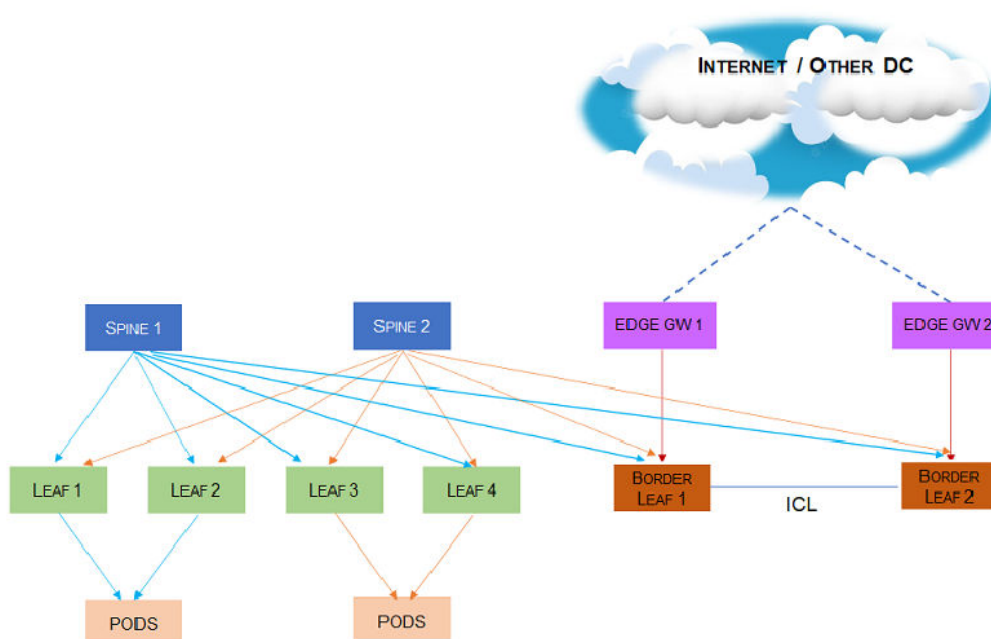 INTERNET / OTHER DC
SPINE 1
SPINE 2
EDGE GW 1
EDGE GW 2
LEAF 1
LEAF 2
LEAF 3
LEAF 4
BORDER
LEAF 1
ICL
BORDER
LEAF 2
PODS
PODS